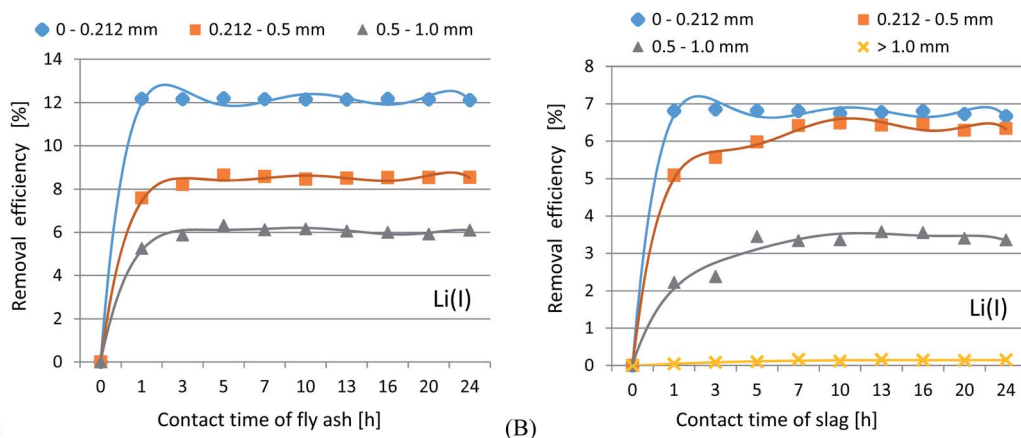 0 - 0.212 mm 0.212 - 0.5 mm 0.5 - 1.0 mm
14
12
10
8
6
4
2
0
Removal efficiency [%]
Li(I)
0 1 3 5 7 10 13 16 20 24
Contact time of fly ash [h]
(B)
0 - 0.212 mm 0.212 - 0.5 mm
0.5 - 1.0 mm > 1.0 mm
8
7
6
5
4
3
2
1
0
Removal efficiency [%]
Li(I)
0 1 3 5 7 10 13 16 20 24
Contact time of slag [h]